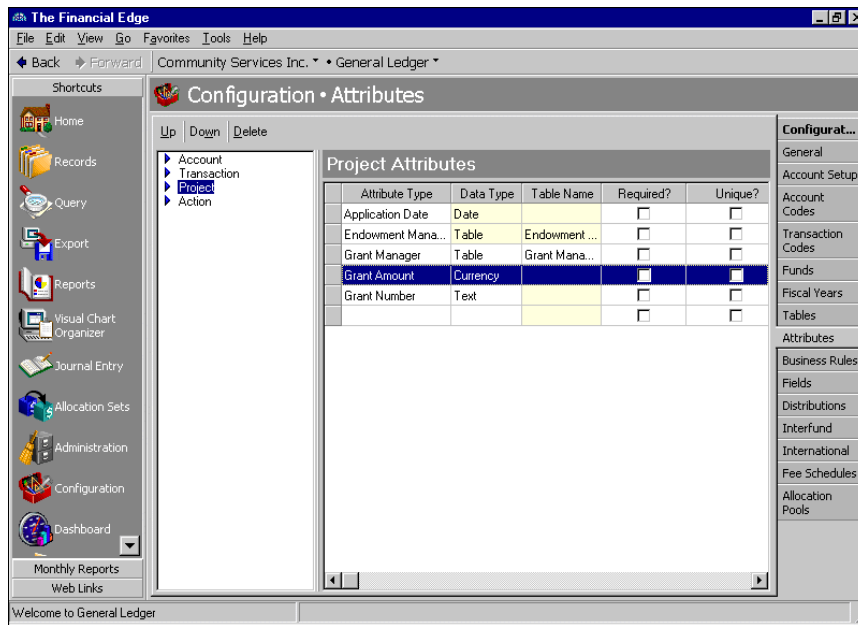 The Financial Edge
File Edit View Go Favorites Tools Help
Back Forward Community Services Inc. • General Ledger
Configuration • Attributes
Shortcuts
Home
Records
Query
Export
Reports
Visual Chart
Organizer
Journal Entry
Allocation Sets
Administration
Configuration
Dashboard
Monthly Reports
Web Links
Up Down Delete
Account
Transaction
Project
Action
Project Attributes
Attribute Type Data Type Table Name Required? Unique?
Application Date Date
Endowment Mana... Table Endowment ...
Grant Manager Table Grant Mana...
Grant Amount Currency
Grant Number Text
Configurat...
General
Account Setup
Account
Codes
Transaction
Codes
Funds
Fiscal Years
Tables
Attributes
Business Rules
Fields
Distributions
Interfund
International
Fee Schedules
Allocation
Pools
Welcome to General Ledger